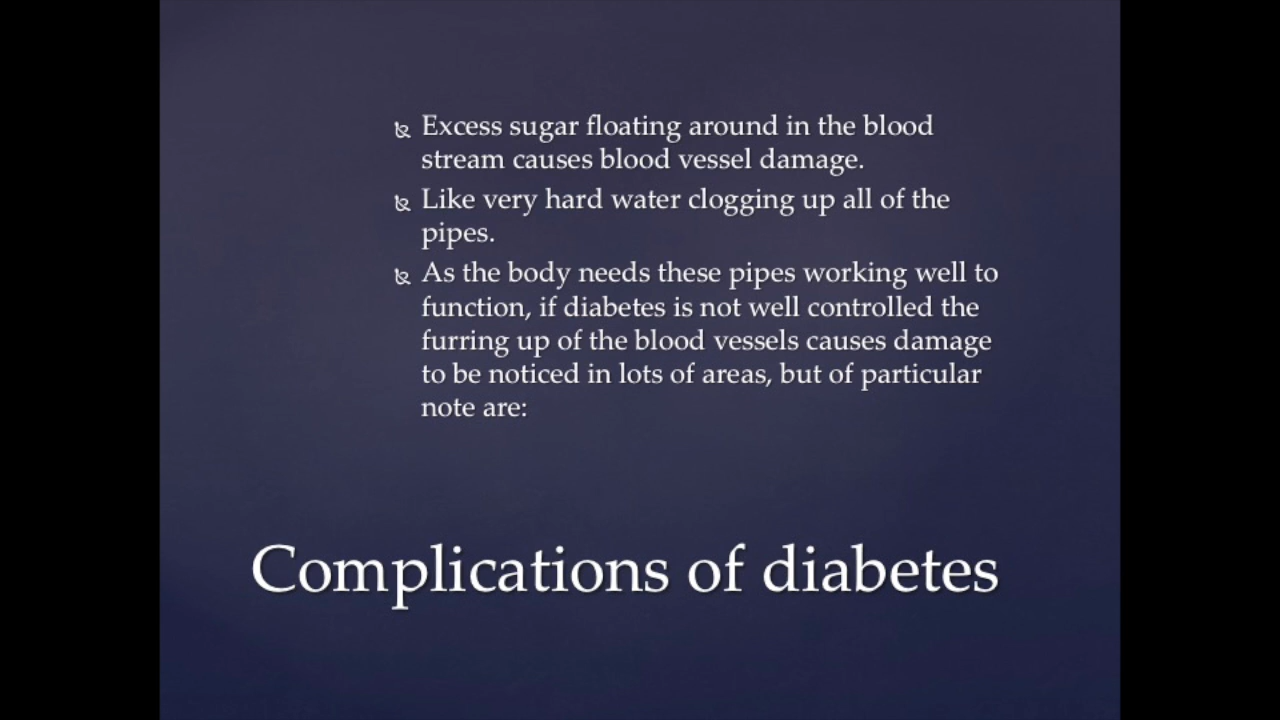 Excess sugar floating around in the blood
stream causes blood vessel damage.
Like very hard water clogging up all of the
pipes.
As the body needs these pipes working well to
function, if diabetes is not well controlled the
furring up of the blood vessels causes damage
to be noticed in lots of areas, but of particular
note are:
Complications of diabetes